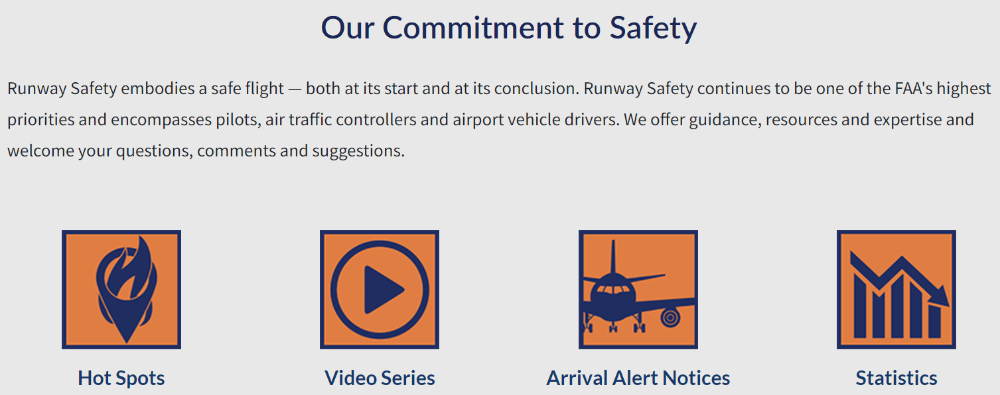 Our Commitment to Safety
Runway Safety embodies a safe flight — both at its start and at its conclusion. Runway Safety continues to be one of the FAA's highest
priorities and encompasses pilots, air traffic controllers and airport vehicle drivers. We offer guidance, resources and expertise and
welcome your questions, comments and suggestions.
Hot Spots
Video Series
Arrival Alert Notices
Statistics